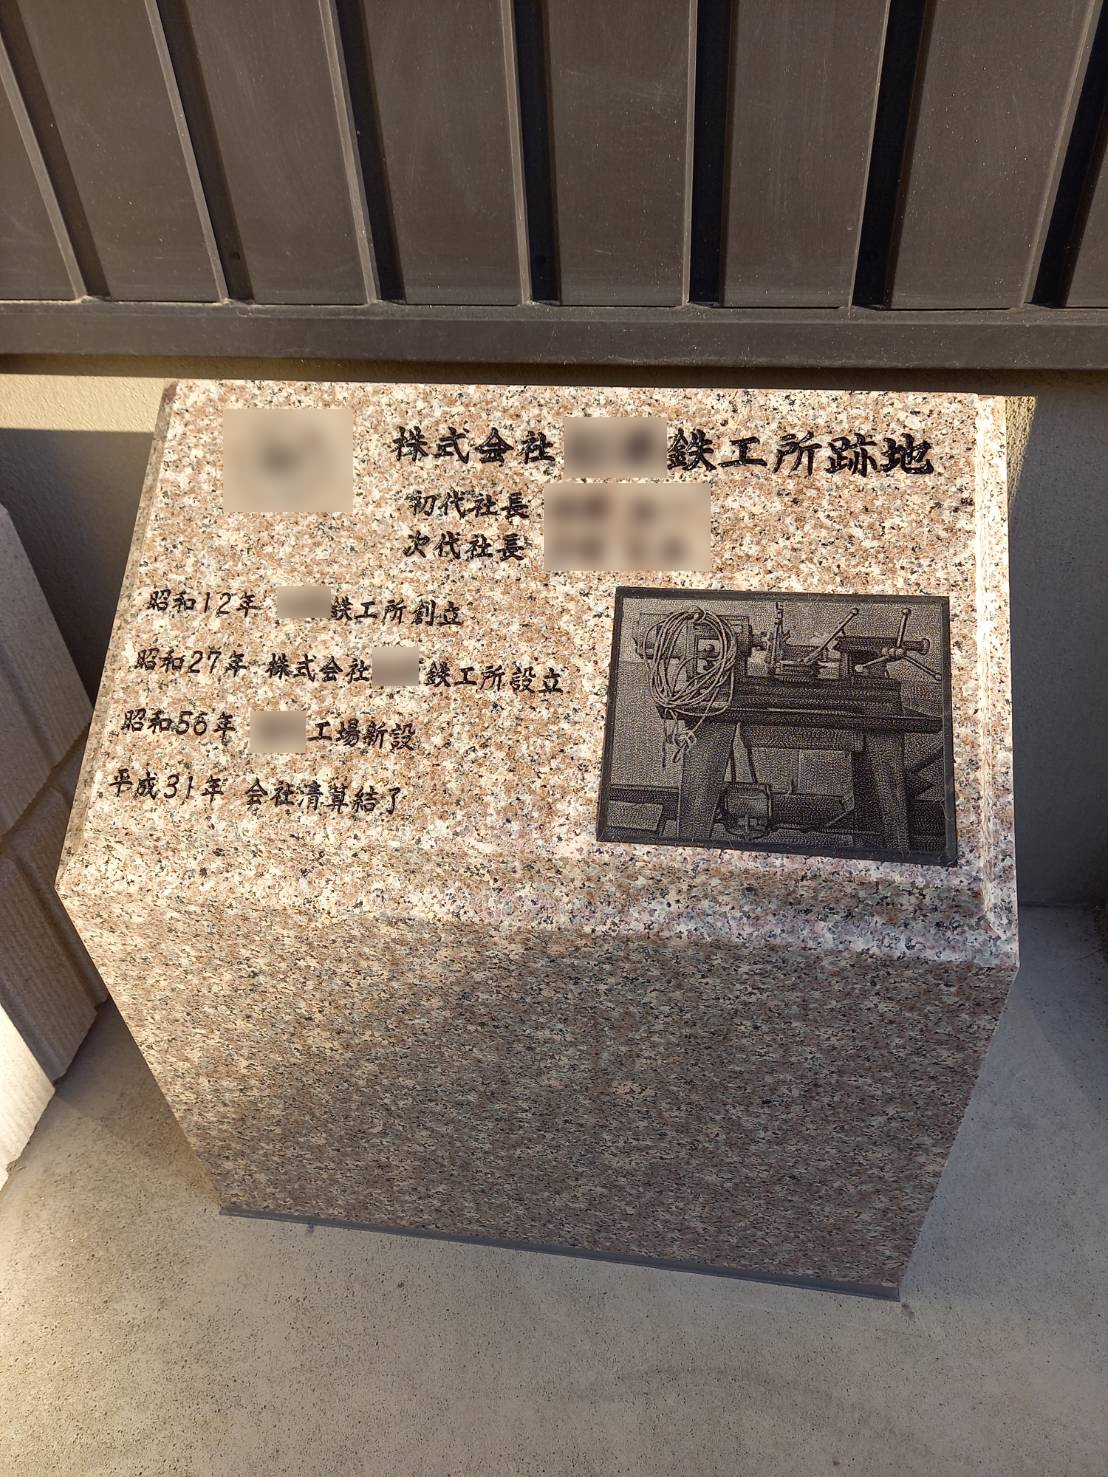 株式会社 鉄工所跡地
初代社長
次代社長
昭和12年 鉄工所創立
昭和27年 株式会社 鉄工所設立
昭和56年 工場新設
平成31年 会社清算結了